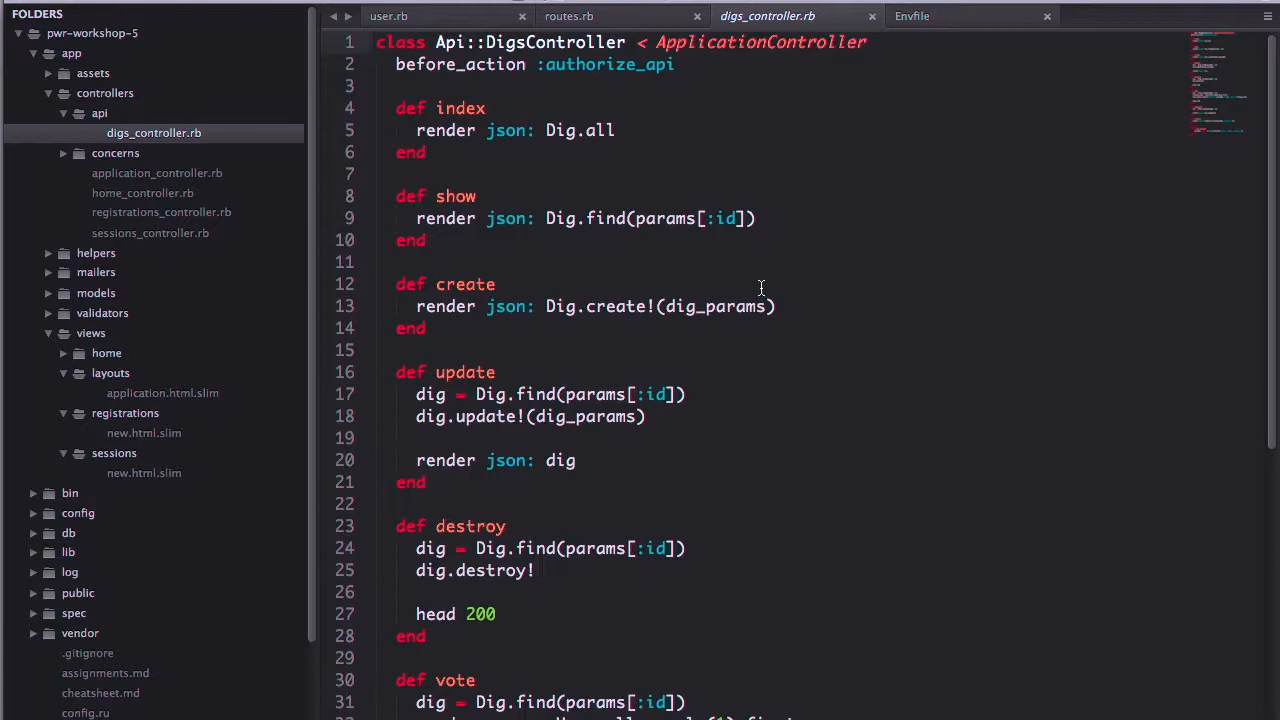 FOLDERS
pwr-workshop-5
app
assets
controllers
api
digs_controller.rb
concerns
application_controller.rb
home_controller.rb
registrations_controller.rb
sessions_controller.rb
helpers
mailers
models
validators
views
home
layouts
application.html.slim
registrations
new.html.slim
sessions
new.html.slim
bin
config
db
lib
log
public
spec
vendor
.gitignore
assignments.md
cheatsheet.md
config.ru
user.rb routes.rb digs_controller.rb Envfile
1 class Api::DigsController < ApplicationController
2 before_action :authorize_api
3
4 def index
5 render json: Dig.all
6 end
7
8 def show
9 render json: Dig.find(params[:id])
10 end
11
12 def create
13 render json: Dig.create!(dig_params)
14 end
15
16 def update
17 dig = Dig.find(params[:id])
18 dig.update!(dig_params)
19
20 render json: dig
21 end
22
23 def destroy
24 dig = Dig.find(params[:id])
25 dig.destroy!
26
27 head 200
28 end
29
30 def vote
31 dig = Dig.find(params[:id])